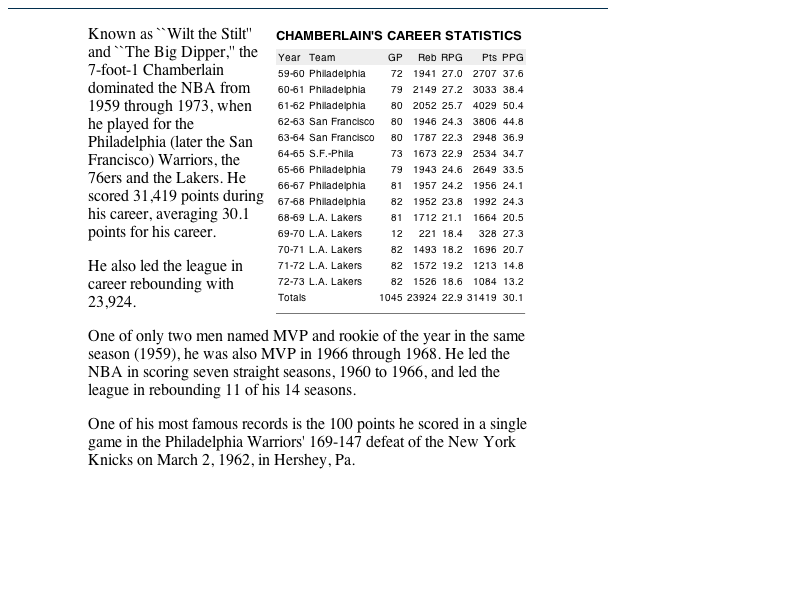 Known as ``Wilt the Stilt''
and ``The Big Dipper,'' the
7-foot-1 Chamberlain
dominated the NBA from
1959 through 1973, when
he played for the
Philadelphia (later the San
Francisco) Warriors, the
76ers and the Lakers. He
scored 31,419 points during
his career, averaging 30.1
points for his career.
He also led the league in
career rebounding with
23,924.
CHAMBERLAIN'S CAREER STATISTICS
Year Team GP Reb RPG Pts PPG
59-60 Philadelphia 72 1941 27.0 2707 37.6
60-61 Philadelphia 79 2149 27.2 3033 38.4
61-62 Philadelphia 80 2052 25.7 4029 50.4
62-63 San Francisco 80 1946 24.3 3806 44.8
63-64 San Francisco 80 1787 22.3 2948 36.9
64-65 S.F.-Phila 73 1673 22.9 2534 34.7
65-66 Philadelphia 79 1943 24.6 2649 33.5
66-67 Philadelphia 81 1957 24.2 1956 24.1
67-68 Philadelphia 82 1952 23.8 1992 24.3
68-69 L.A. Lakers 81 1712 21.1 1664 20.5
69-70 L.A. Lakers 12 221 18.4 328 27.3
70-71 L.A. Lakers 82 1493 18.2 1696 20.7
71-72 L.A. Lakers 82 1572 19.2 1213 14.8
72-73 L.A. Lakers 82 1526 18.6 1084 13.2
Totals 1045 23924 22.9 31419 30.1
One of only two men named MVP and rookie of the year in the same
season (1959), he was also MVP in 1966 through 1968. He led the
NBA in scoring seven straight seasons, 1960 to 1966, and led the
league in rebounding 11 of his 14 seasons.
One of his most famous records is the 100 points he scored in a single
game in the Philadelphia Warriors' 169-147 defeat of the New York
Knicks on March 2, 1962, in Hershey, Pa.